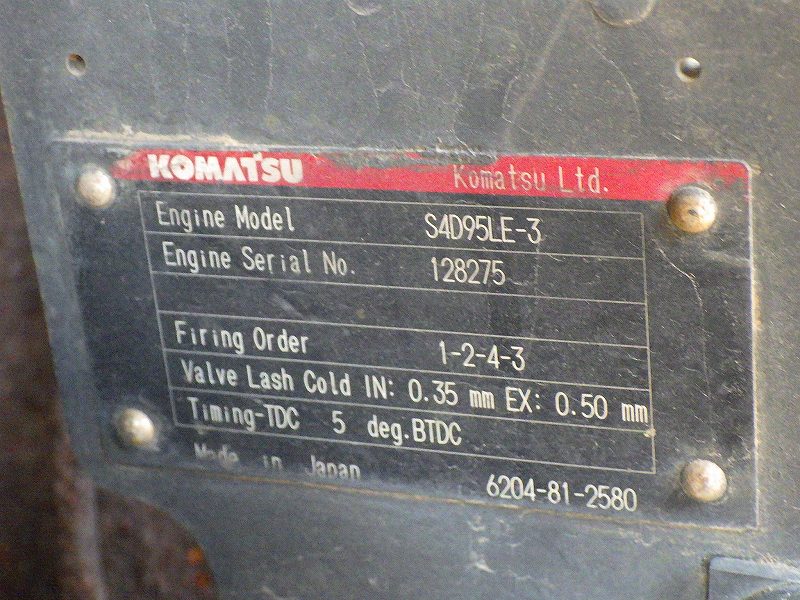 KOMATSU Komatsu Ltd.
Engine Model S4D95LE-3
Engine Serial No. 128275
Firing Order 1-2-4-3
Valve Lash Cold IN: 0.35 mm EX: 0.50 mm
Timing-TDC 5 deg.BTDC
Made in Japan 6204-81-2580